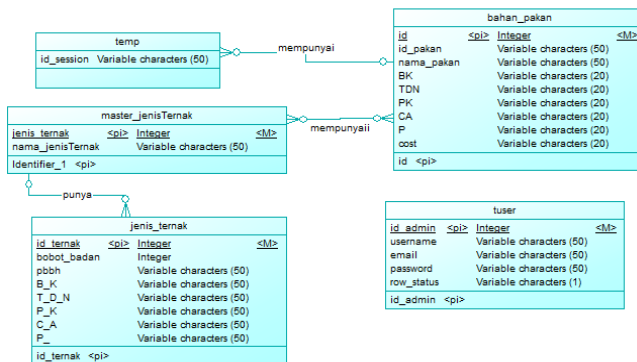 temp
id_session Variable characters (50)
mempunyai
bahan_pakan
id <pi> Integer <M>
id_pakan Variable characters (50)
nama_pakan Variable characters (50)
BK Variable characters (20)
TDN Variable characters (20)
PK Variable characters (20)
CA Variable characters (20)
P Variable characters (20)
cost Variable characters (20)
id <pi>
master_jenisTernak
jenis_ternak <pi> Integer <M>
nama_jenisTernak Variable characters (50)
Identifier_1 <pi>
mempunyaii
punya
jenis_ternak
id_ternak <pi> Integer <M>
bobot_badan Integer
pbbh Variable characters (50)
B_K Variable characters (50)
T_D_N Variable characters (50)
P_K Variable characters (50)
C_A Variable characters (50)
P_ Variable characters (50)
id_ternak <pi>
tuser
id_admin <pi> Integer <M>
username Variable characters (50)
email Variable characters (50)
password Variable characters (50)
row_status Variable characters (1)
id_admin <pi>